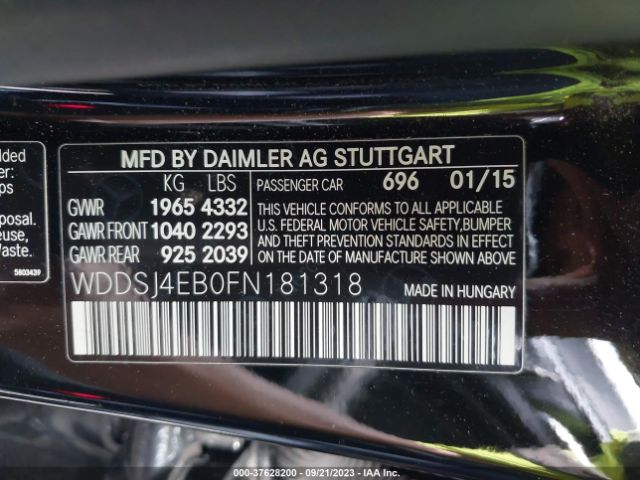 lded
ps
posal.
euse,
Waste.
5803439
MFD BY DAIMLER AG STUTTGART
KG LBS
GVWR 1965 4332
GAWR FRONT 1040 2293
GAWR REAR 925 2039
PASSENGER CAR 696 01/15
THIS VEHICLE CONFORMS TO ALL APPLICABLE
U.S. FEDERAL MOTOR VEHICLE SAFETY,BUMPER
AND THEFT PREVENTION STANDARDS IN EFFECT
ON THE DATE OF MANUFACTURE SHOWN ABOVE
WDDSJ4EB0FN181318 MADE IN HUNGARY
000-37628200 - 09/21/2023 - IAA Inc.